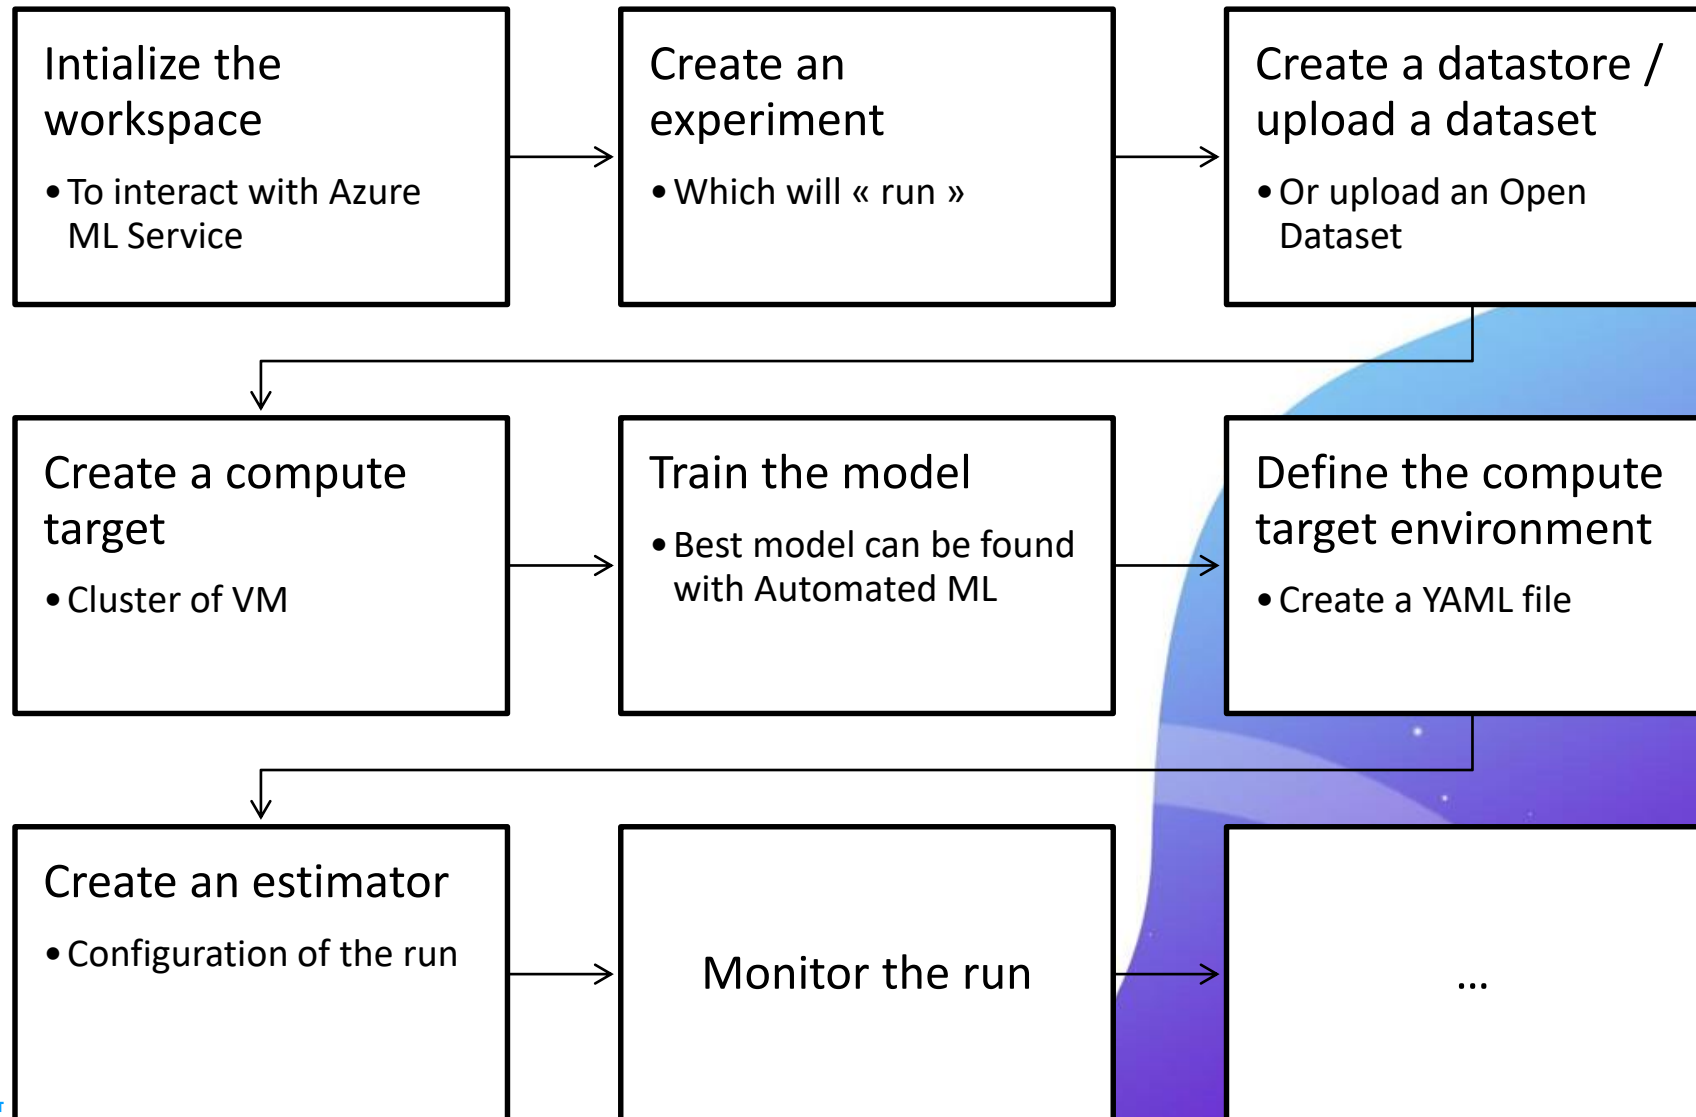 Intialize the
workspace
• To interact with Azure
ML Service
Create an
experiment
• Which will « run »
Create a datastore /
upload a dataset
• Or upload an Open
Dataset
Create a compute
target
• Cluster of VM
Train the model
• Best model can be found
with Automated ML
Define the compute
target environment
• Create a YAML file
Create an estimator
• Configuration of the run
Monitor the run
...